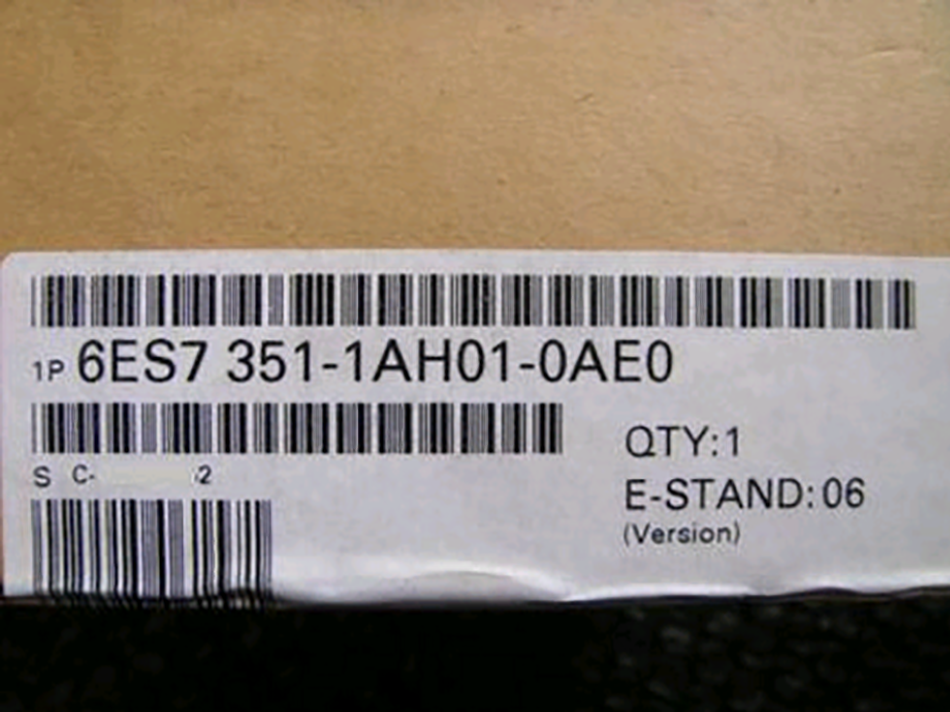 1P 6ES7 351-1AH01-0AE0
QTY:1
S C- 2
E-STAND:06
(Version)